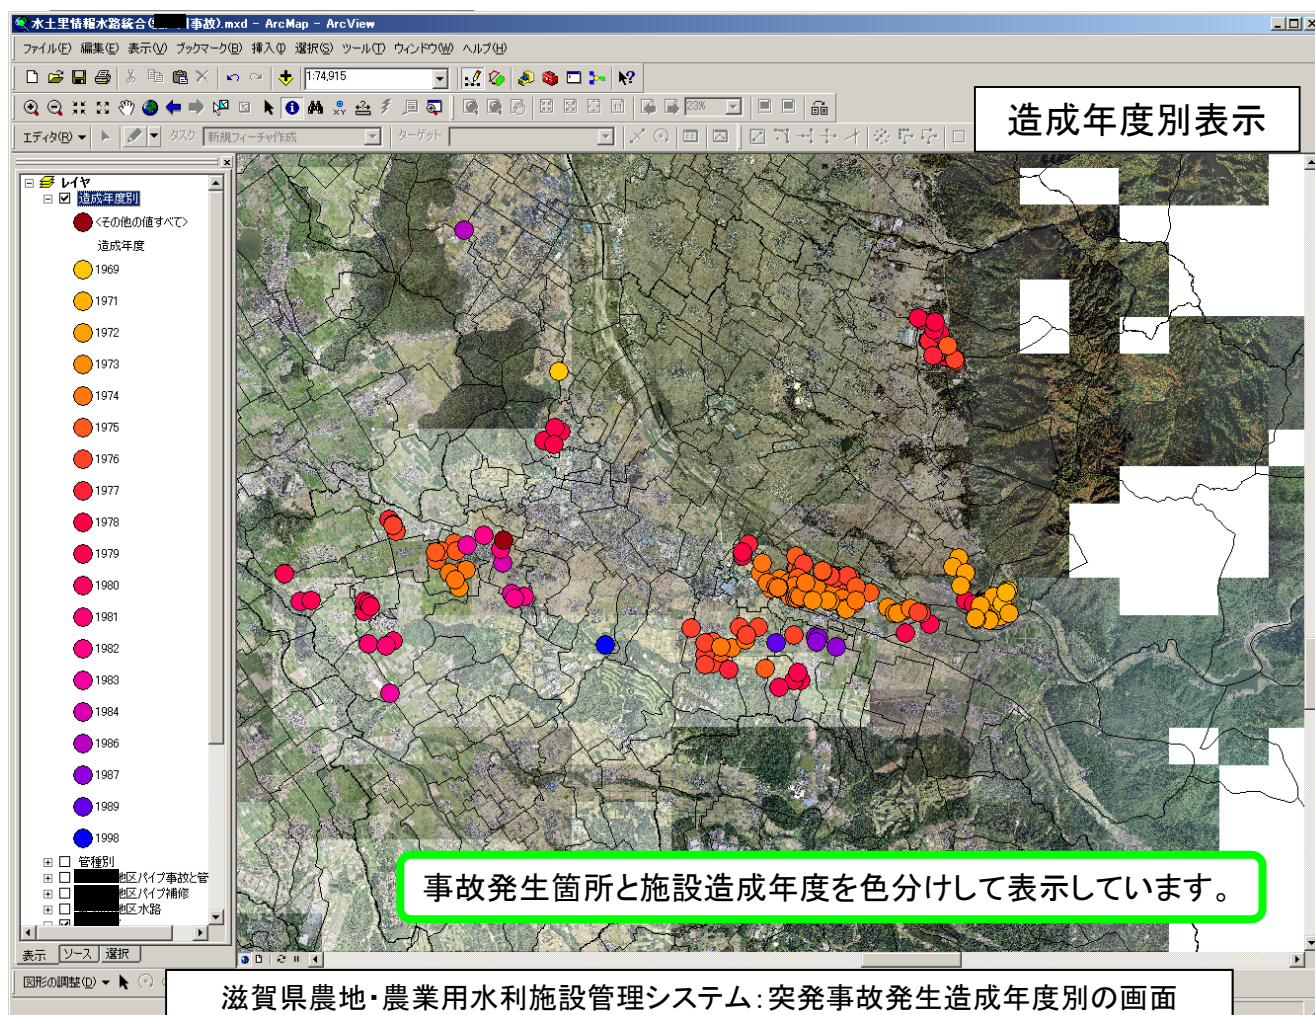 水土里情報水路統合(事故).mxd - ArcMap - ArcView
ファイル(F) 編集(E) 表示(V) ブックマーク(B) 挿入(I) 選択(S) ツール(T) ウィンドウ(W) ヘルプ(H)
1:74,915
23%
エディタ(R) タスク: 新規フィーチャ作成 ターゲット:
造成年度別表示
レイヤ
造成年度別
<その他の値すべて>
造成年度
1969
1971
1972
1973
1974
1975
1976
1977
1978
1979
1980
1981
1982
1983
1984
1986
1987
1989
1998
管種別
地区パイプ事故と管
地区パイプ補修
地区水路
表示 ソース 選択
図形の調整(D)
事故発生箇所と施設造成年度を色分けして表示しています。
滋賀県農地・農業用水利施設管理システム:突発事故発生造成年度別の画面